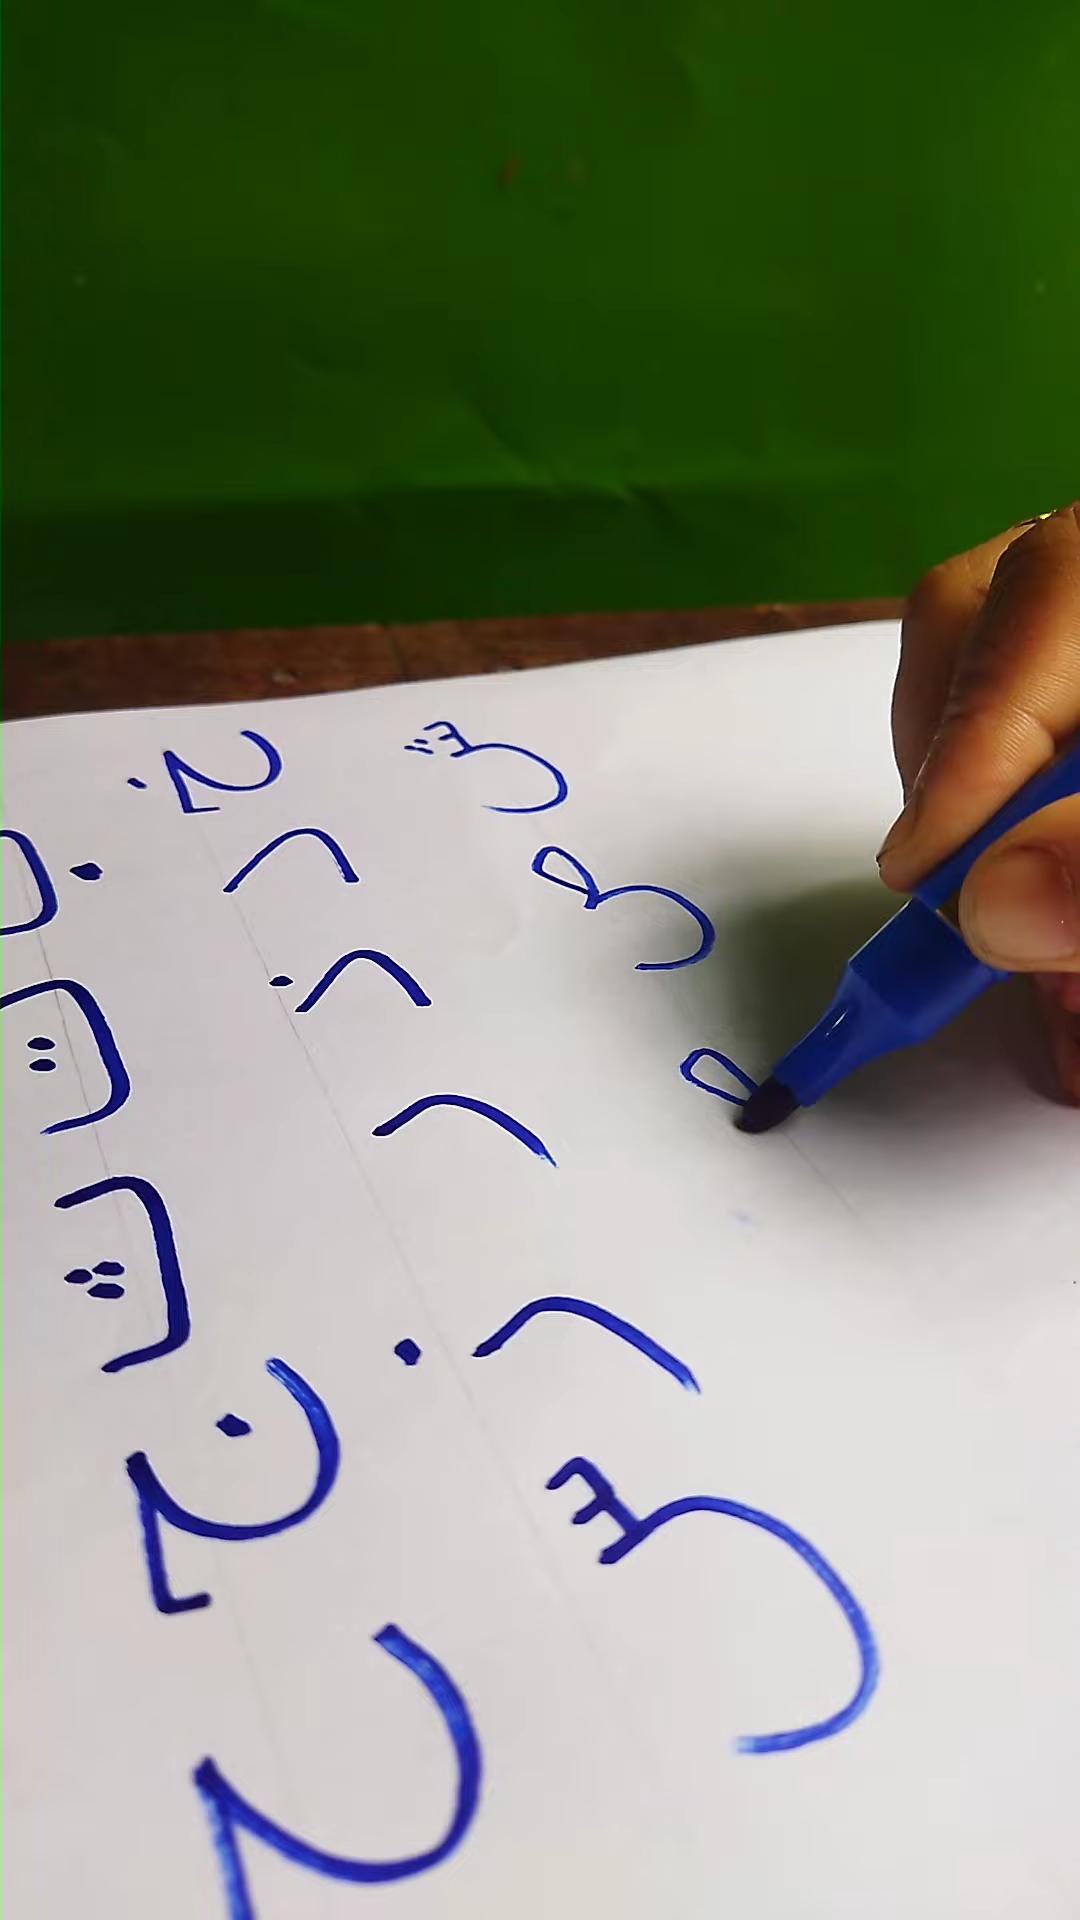 ب ت ث ج ح
خ د ذ ر ز س
ش ص